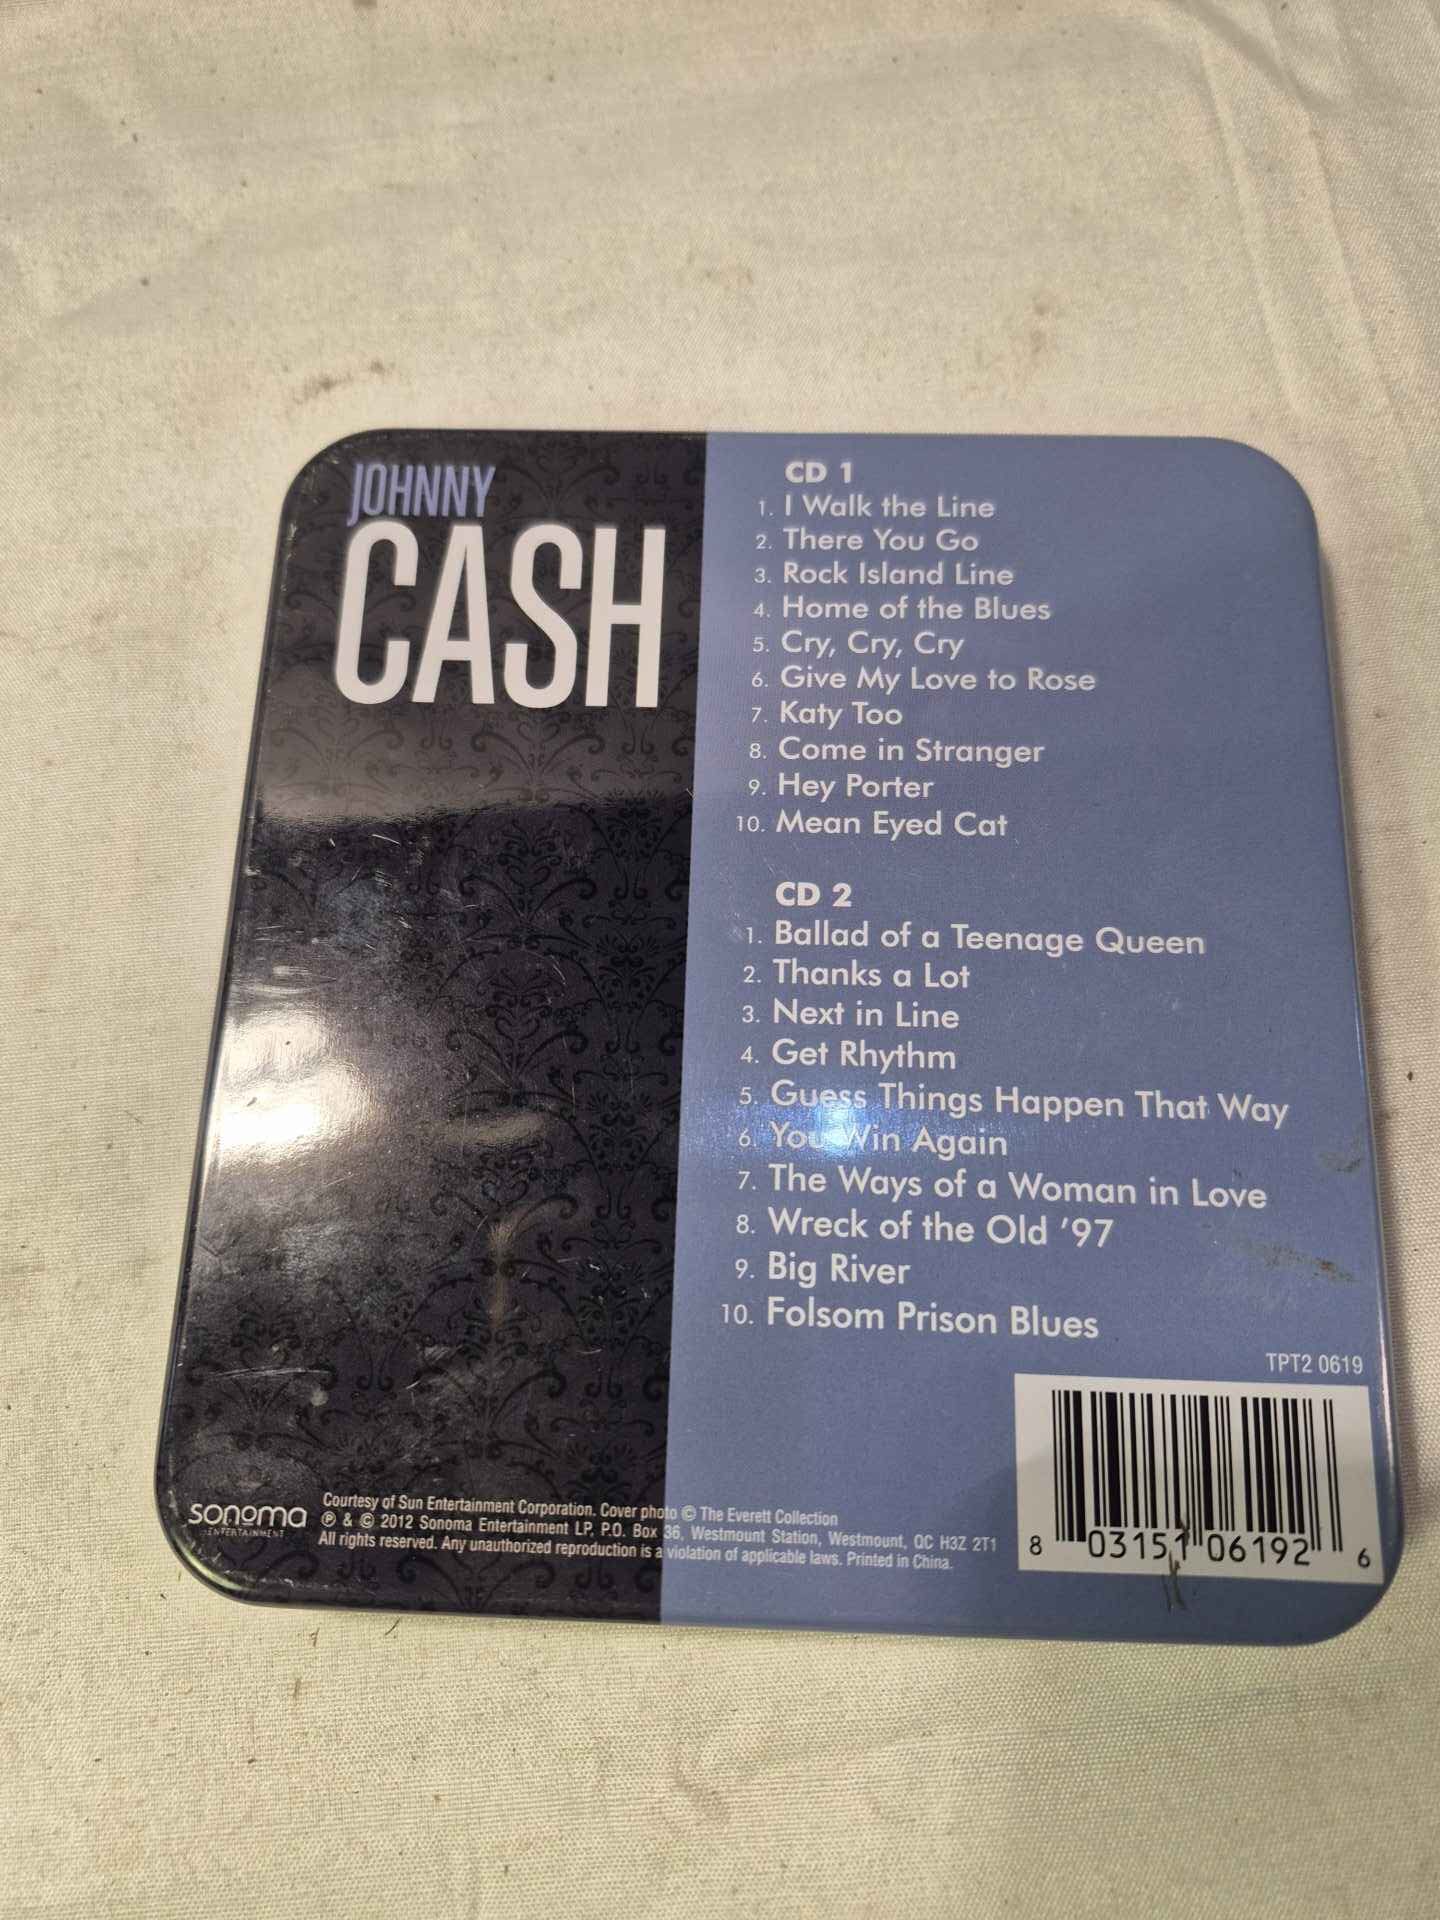 JOHNNY
CASH
CD 1
1. I Walk the Line
2. There You Go
3. Rock Island Line
4. Home of the Blues
5. Cry, Cry, Cry
6. Give My Love to Rose
7. Katy Too
8. Come in Stranger
9. Hey Porter
10. Mean Eyed Cat
CD 2
1. Ballad of a Teenage Queen
2. Thanks a Lot
3. Next in Line
4. Get Rhythm
5. Guess Things Happen That Way
6. You Win Again
7. The Ways of a Woman in Love
8. Wreck of the Old '97
9. Big River
10. Folsom Prison Blues
TPT2 0619
8 03151 06192 6
sonoma
ENTERTAINMENT
Courtesy of Sun Entertainment Corporation. Cover photo © The Everett Collection
℗ & © 2012 Sonoma Entertainment LP, P.O. Box 36, Westmount Station, Westmount, QC H3Z 2T1
All rights reserved. Any unauthorized reproduction is a violation of applicable laws. Printed in China.